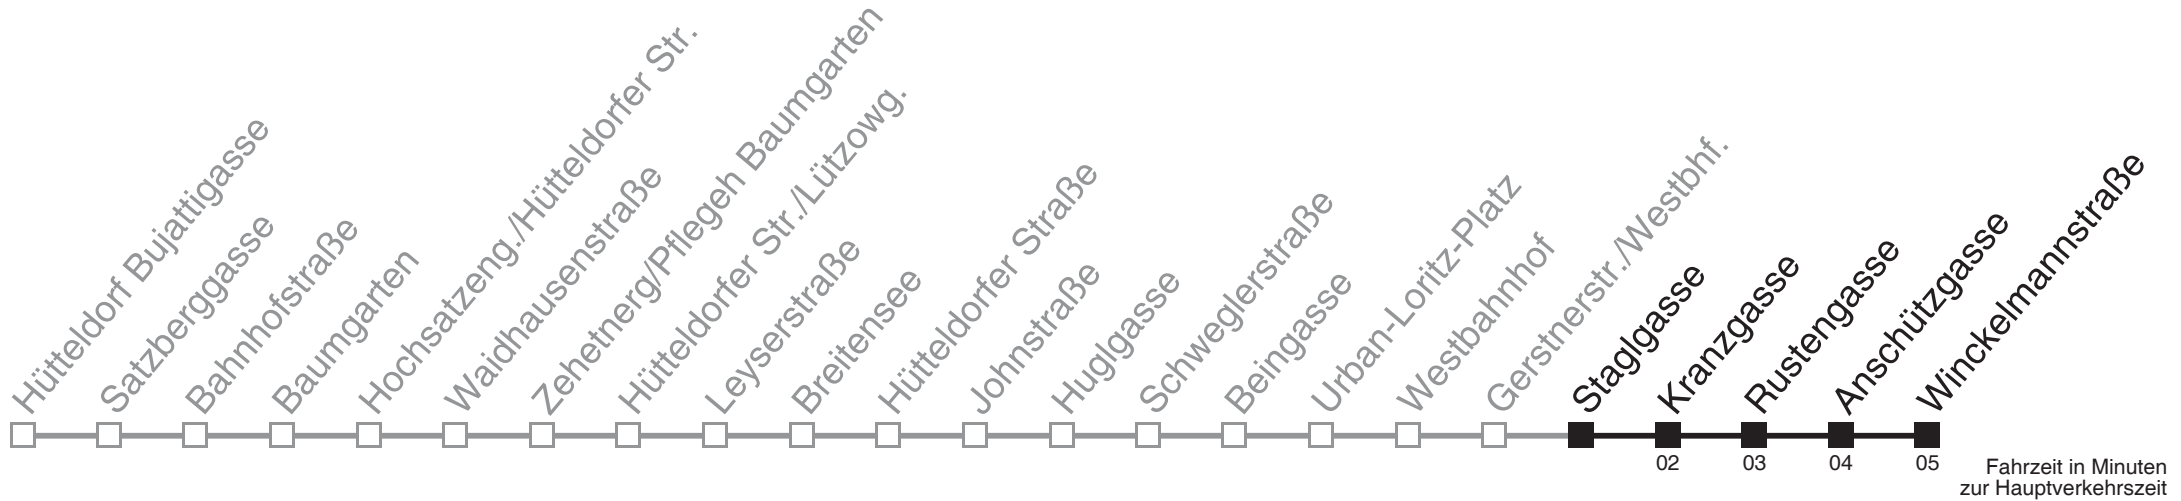 Hütteldorf Bujattigasse
Satzberggasse
Bahnhofstraße
Baumgarten
Hochsatzeng./Hütteldorfer Str.
Waidhausenstraße
Zehetnerg/Pflegeh Baumgarten
Hütteldorfer Str./Lützowg.
Leyserstraße
Breitensee
Hütteldorfer Straße
Johnstraße
Huglgasse
Schweglerstraße
Beingasse
Urban-Loritz-Platz
Westbahnhof
Gerstnerstr./Westbhf.
Staglgasse
Kranzgasse
Rustengasse
Anschützgasse
Winckelmannstraße
02 03 04 05
Fahrzeit in Minuten
zur Hauptverkehrszeit